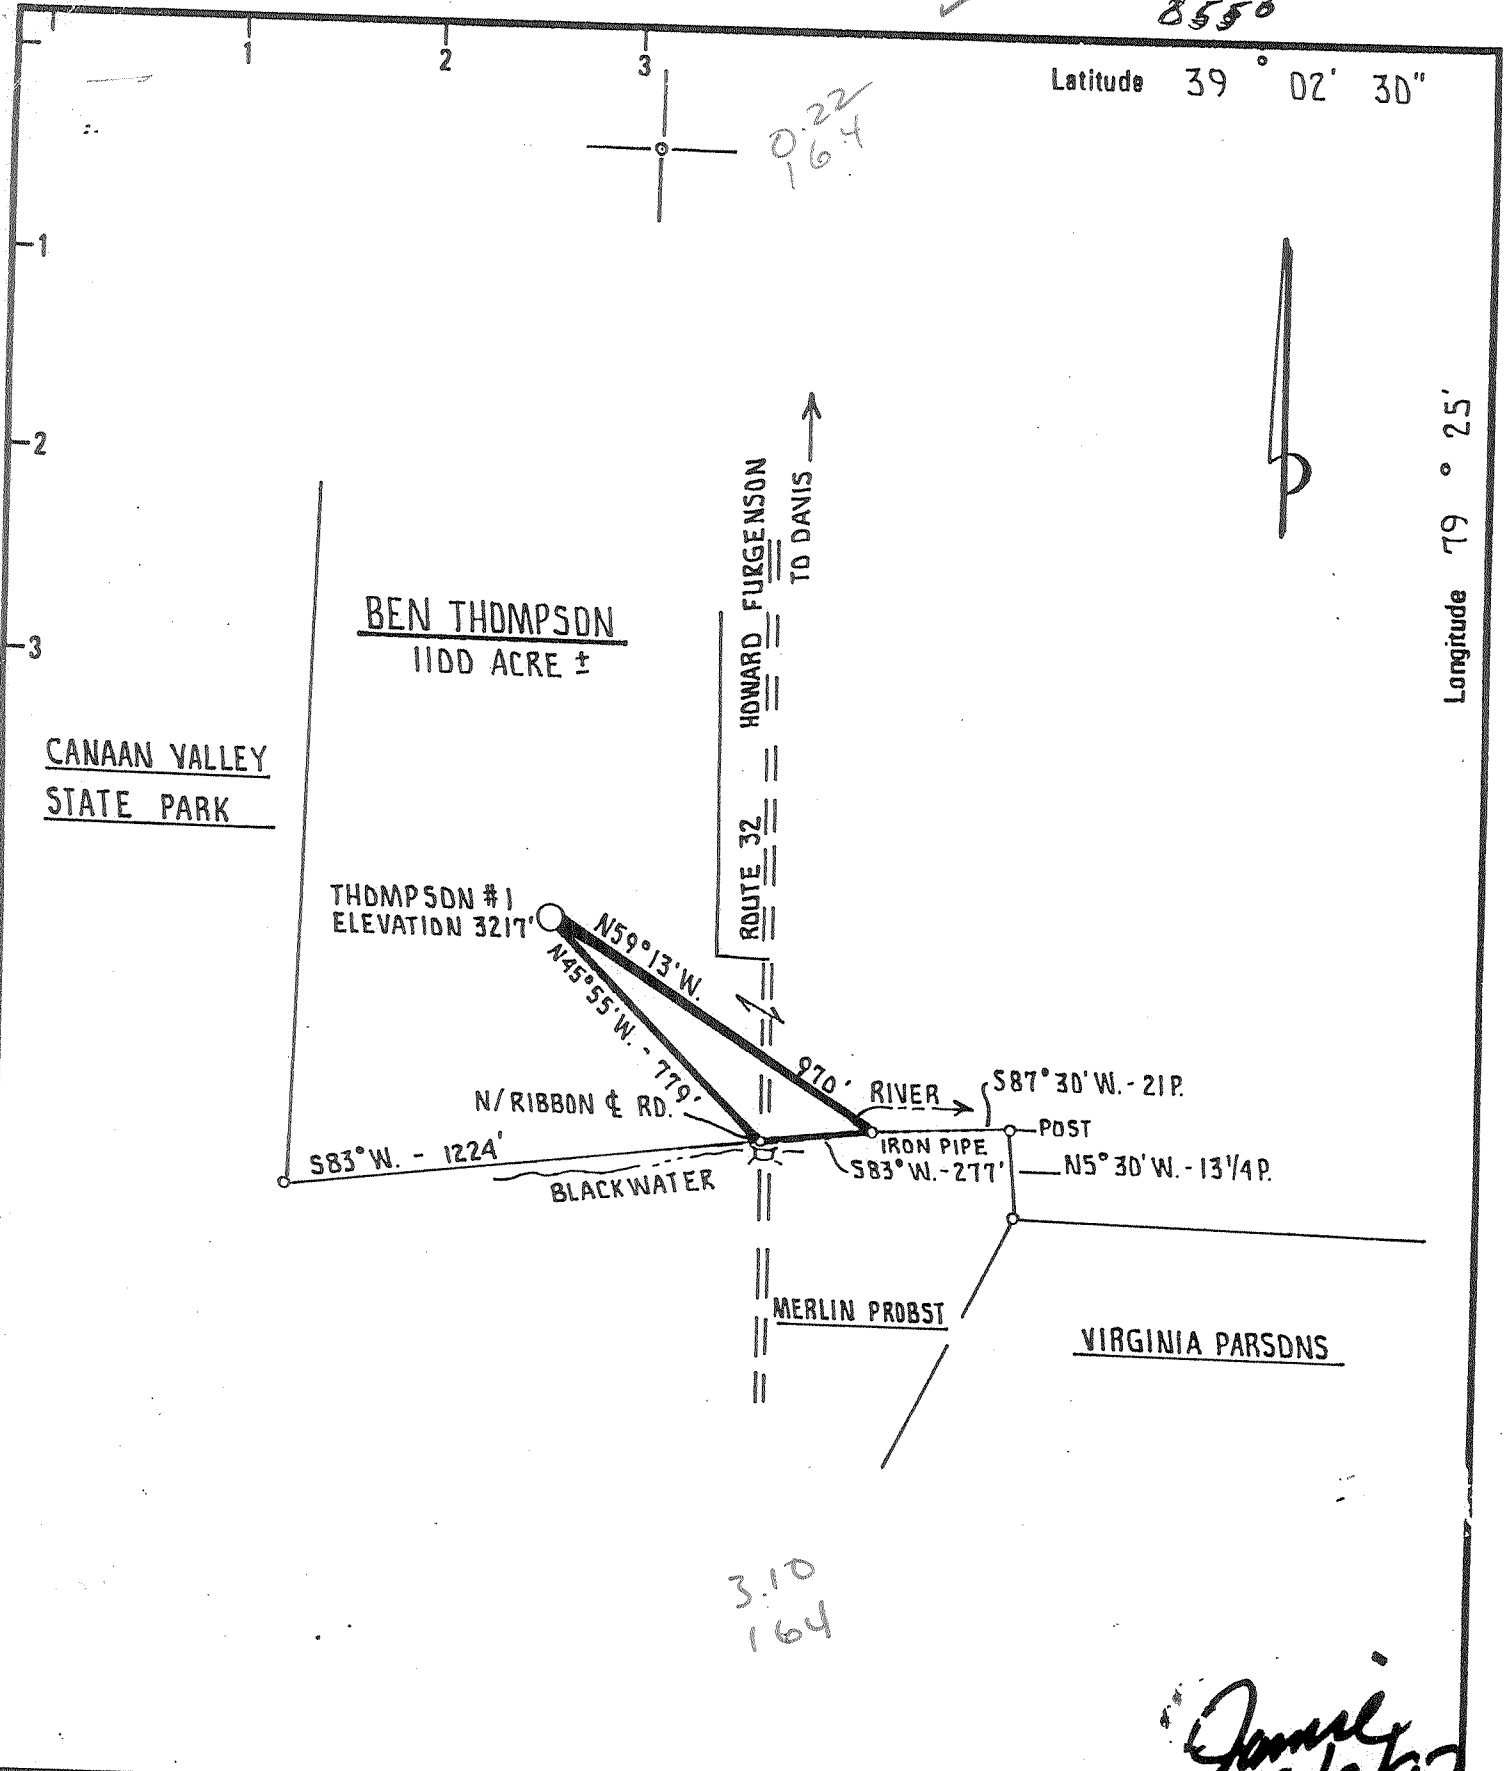 8550
1
2
3
Latitude 39° 02' 30"
0.22
164
1
2
3
Longitude 79° 25'
HOWARD FURGENSON
TO DAVIS
ROUTE 32
BEN THOMPSON
1100 ACRE ±
CANAAN VALLEY
STATE PARK
THOMPSON #1
ELEVATION 3217'
N59°13'W.
970'
N45°55'W. - 779'
N/RIBBON ℄ RD.
RIVER
S87°30'W. - 21P.
POST
IRON PIPE
S83°W. - 1224'
S83°W. - 277'
N5°30'W. - 13 1/4 P.
BLACKWATER
MERLIN PROBST
VIRGINIA PARSONS
3.10
164